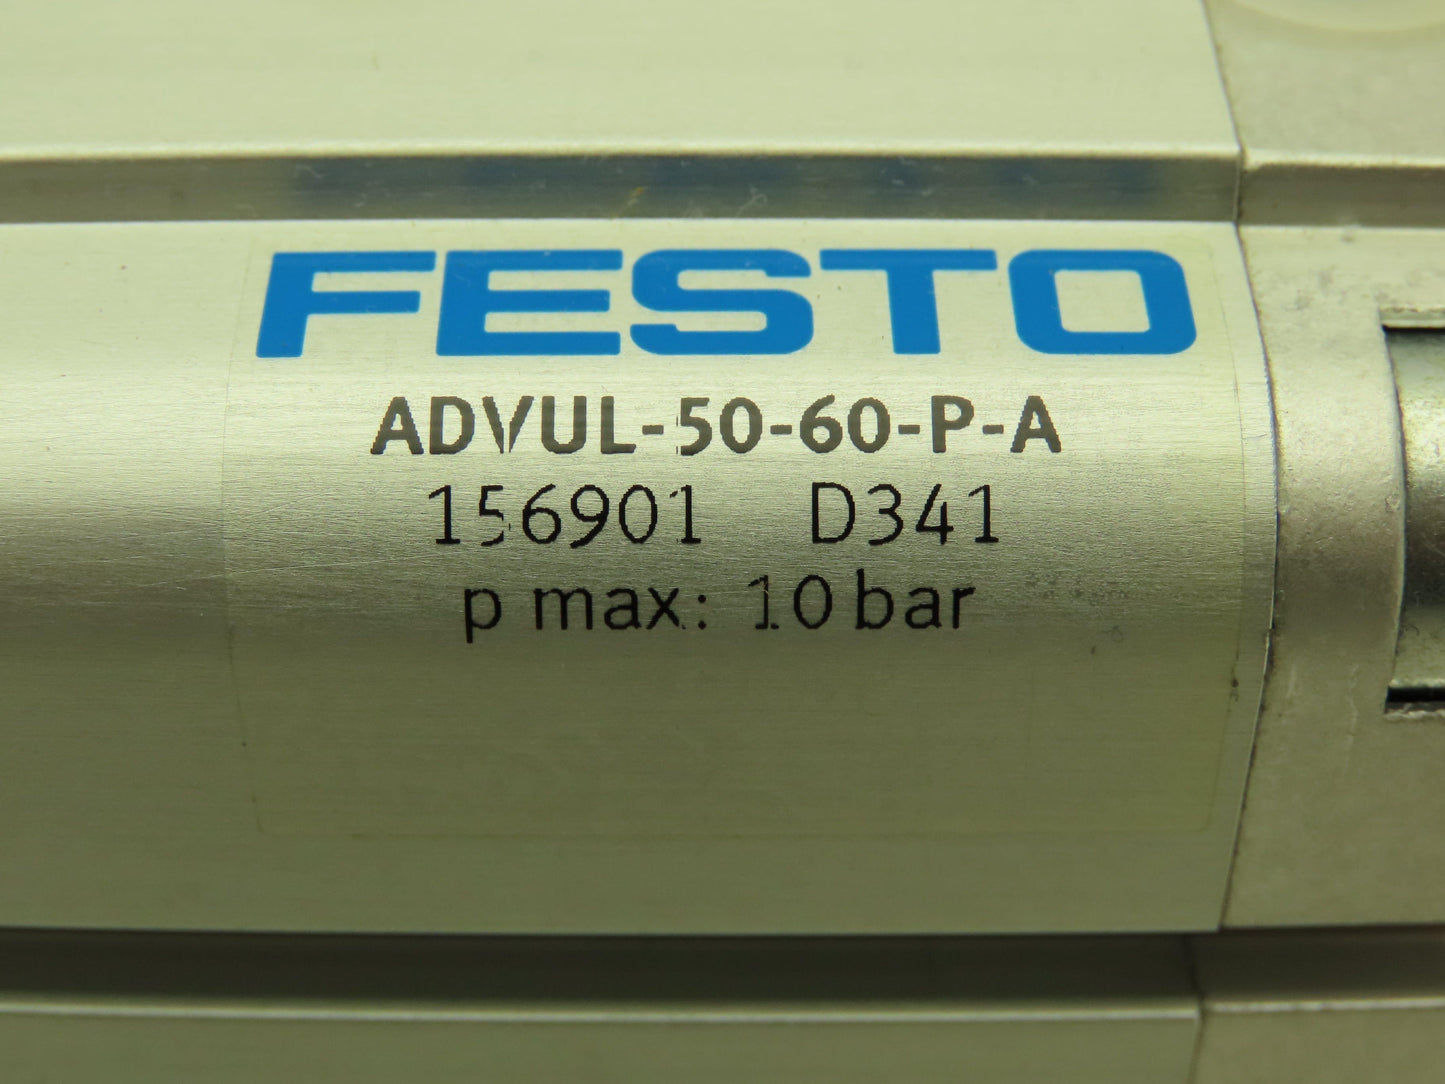 FESTO
ADVUL-50-60-P-A
156901 D341
p max: 10 bar